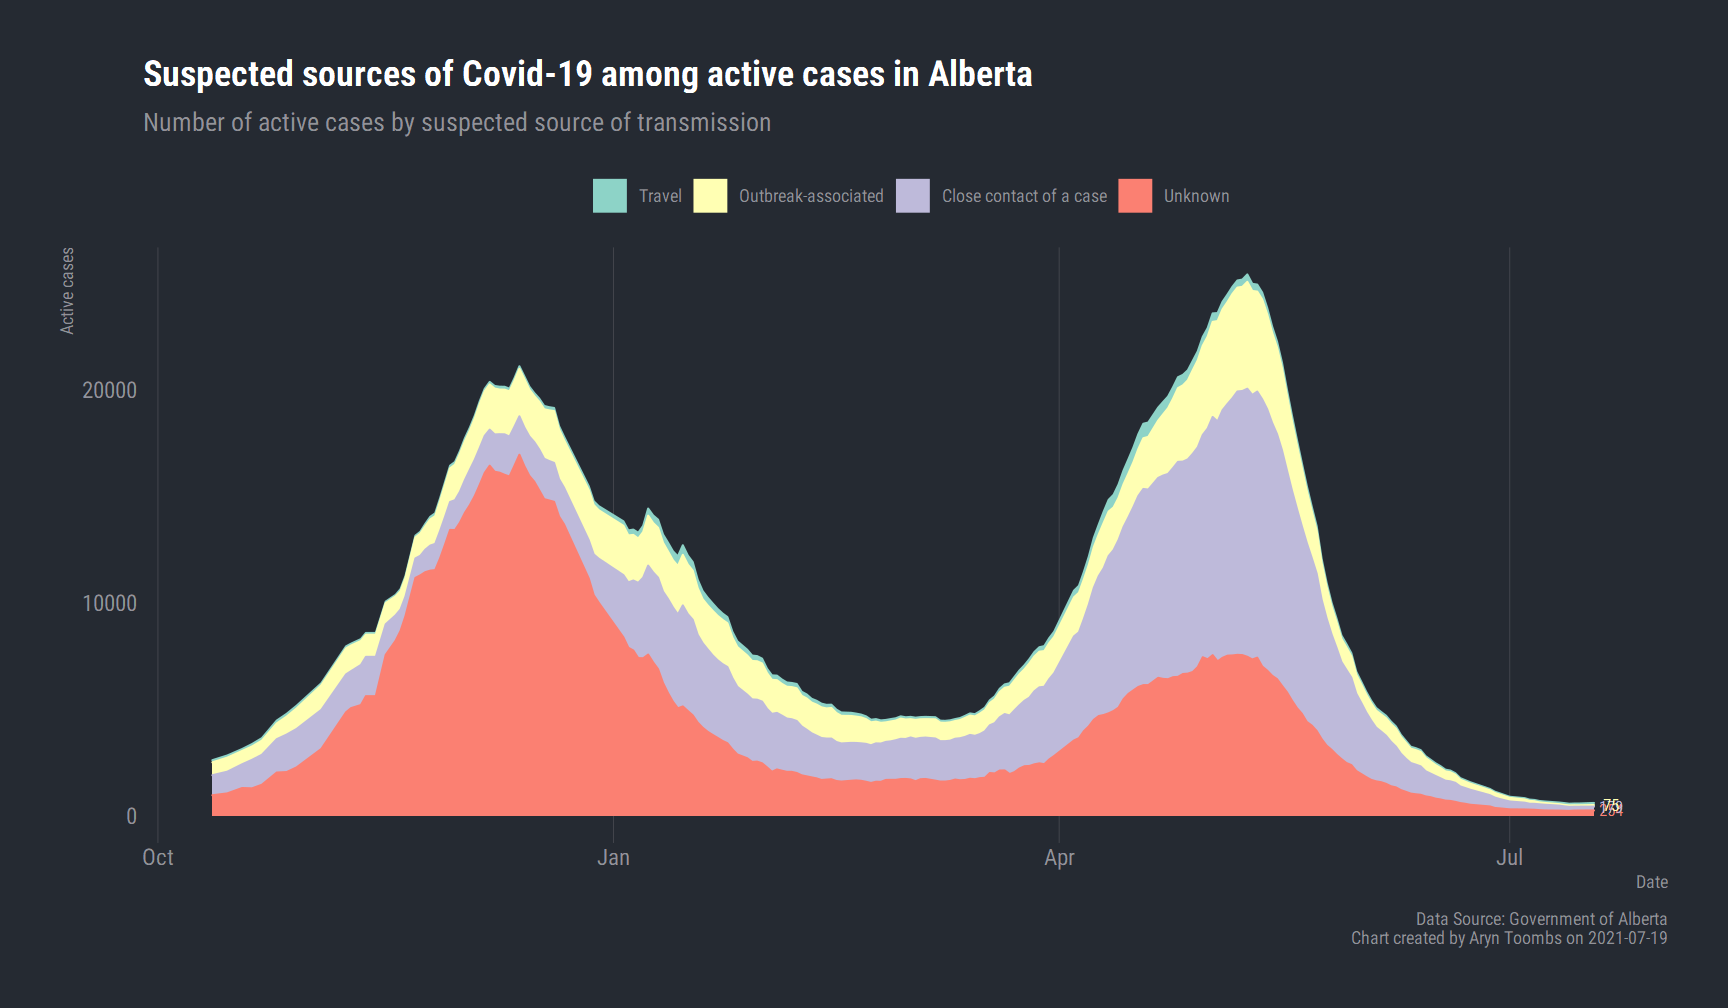 Suspected sources of Covid-19 among active cases in Alberta
Number of active cases by suspected source of transmission
Travel
Outbreak-associated
Close contact of a case
Unknown
Active cases
20000
10000
0
Oct
Jan
Apr
Jul
Date
Data Source: Government of Alberta
Chart created by Aryn Toombs on 2021-07-19